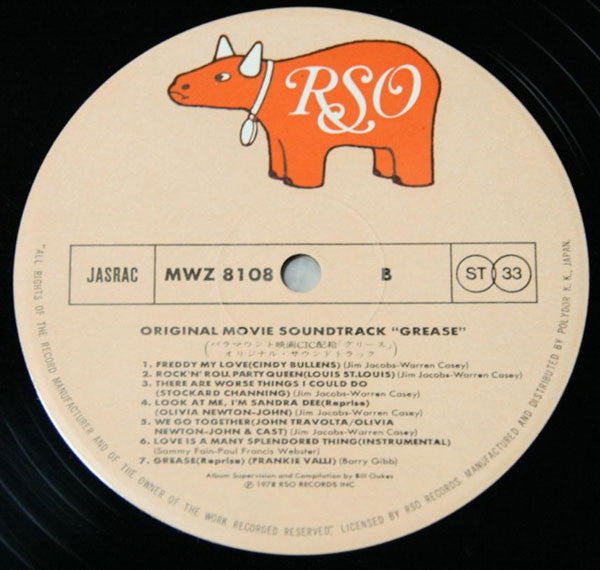 RSO
JASRAC
MWZ 8108
B
ST 33
ORIGINAL MOVIE SOUNDTRACK "GREASE"
(パラマウント映画CIC配給「グリース」
オリジナル・サウンドトラック)
1. FREDDY MY LOVE(CINDY BULLENS) (Jim Jacobs-Warren Casey)
2. ROCK'N'ROLL PARTY QUEEN(LOUIS ST.LOUIS) (Jim Jacobs-Warren Casey)
3. THERE ARE WORSE THINGS I COULD DO
(STOCKARD CHANNING) (Jim Jacobs-Warren Casey)
4. LOOK AT ME, I'M SANDRA DEE(Reprise)
(OLIVIA NEWTON-JOHN) (Jim Jacobs-Warren Casey)
5. WE GO TOGETHER(JOHN TRAVOLTA/OLIVIA
NEWTON-JOHN & CAST) (Jim Jacobs-Warren Casey)
6. LOVE IS A MANY SPLENDORED THING(INSTRUMENTAL)
(Sammy Fain-Paul Francis Webster)
7. GREASE(Reprise) (FRANKIE VALLI) (Barry Gibb)
Album Supervision and Compilation by Bill Oakes
Ⓟ 1978 RSO RECORDS INC
"ALL RIGHTS OF THE RECORD MANUFACTURER AND OF THE OWNER OF THE WORK RECORDED RESERVED". LICENSED BY RSO RECORDS. MANUFACTURED AND DISTRIBUTED BY POLYDOR K. K., JAPAN.